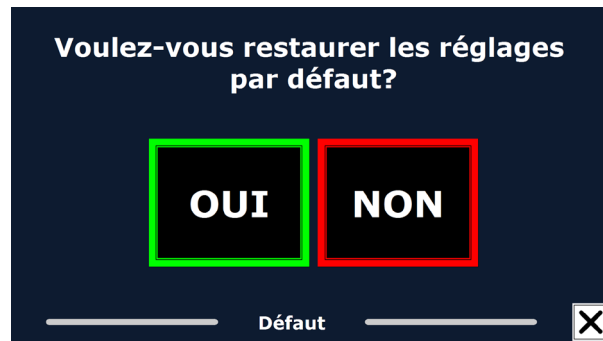 Voulez-vous restaurer les réglages
par défaut?
OUI NON
Défaut